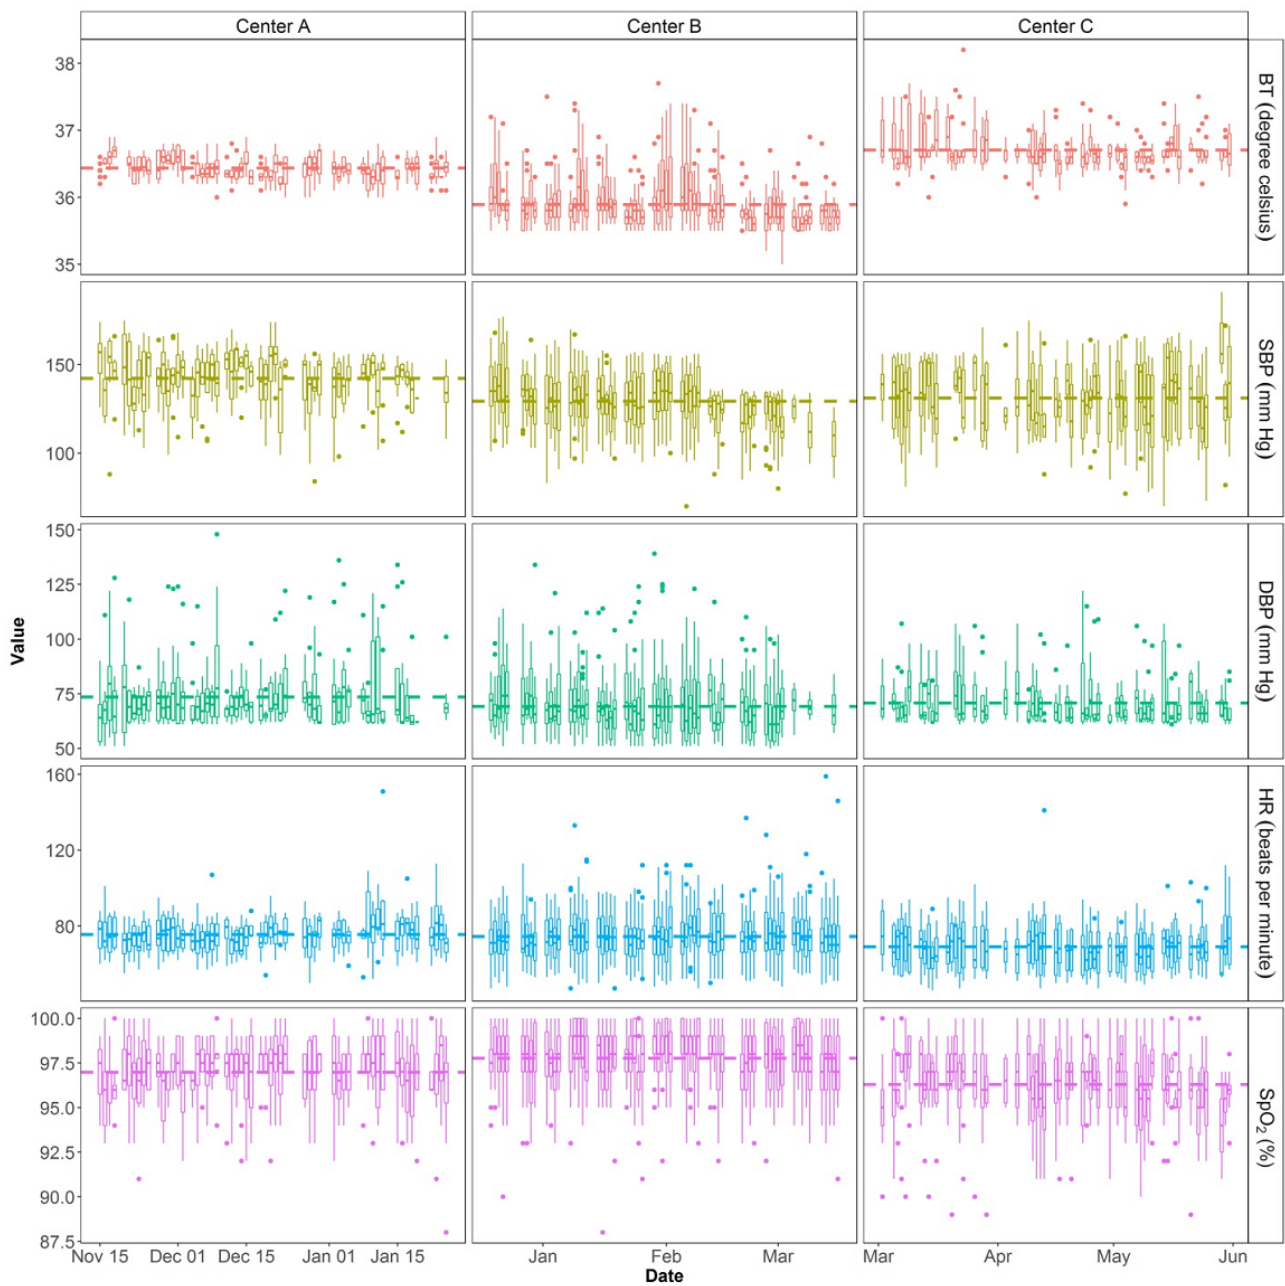 Center A
Center B
Center C
38
37
36
35
BT (degree celsius)
150
100
SBP (mm Hg)
150
125
100
75
50
DBP (mm Hg)
Value
160
120
80
HR (beats per minute)
100.0
97.5
95.0
92.5
90.0
87.5
SpO₂ (%)
Nov 15 Dec 01 Dec 15 Jan 01 Jan 15
Jan Feb Mar
Mar Apr May Jun
Date